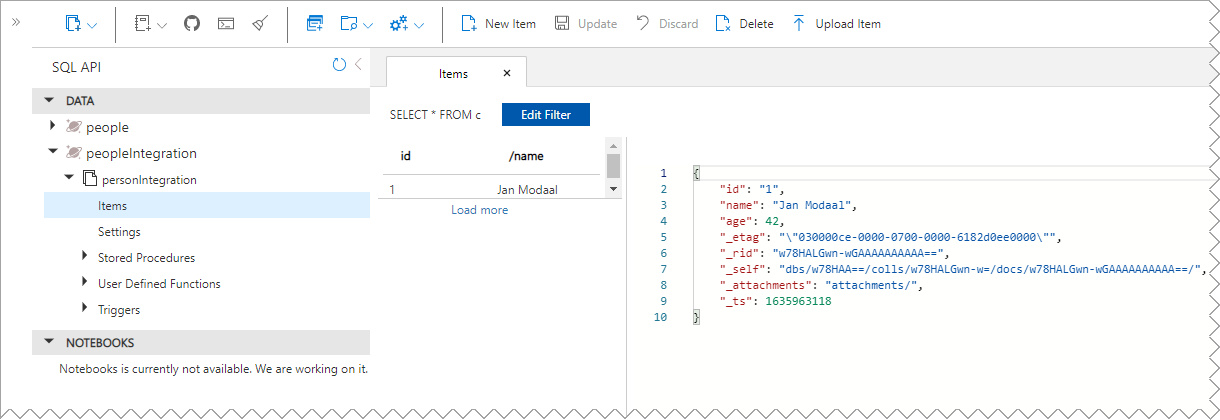 » New Item Update Discard Delete Upload Item
SQL API
DATA
people
peopleIntegration
personIntegration
Items
Settings
Stored Procedures
User Defined Functions
Triggers
NOTEBOOKS
Notebooks is currently not available. We are working on it.
Items ×
SELECT * FROM c Edit Filter
id /name
1 Jan Modaal
Load more
1 {
2 "id": "1",
3 "name": "Jan Modaal",
4 "age": 42,
5 "_etag": "\"030000ce-0000-0700-0000-6182d0ee0000\"",
6 "_rid": "w78HALGwn-wGAAAAAAAAAA==",
7 "_self": "dbs/w78HAA==/colls/w78HALGwn-w=/docs/w78HALGwn-wGAAAAAAAAAA==/",
8 "_attachments": "attachments/",
9 "_ts": 1635963118
10 }